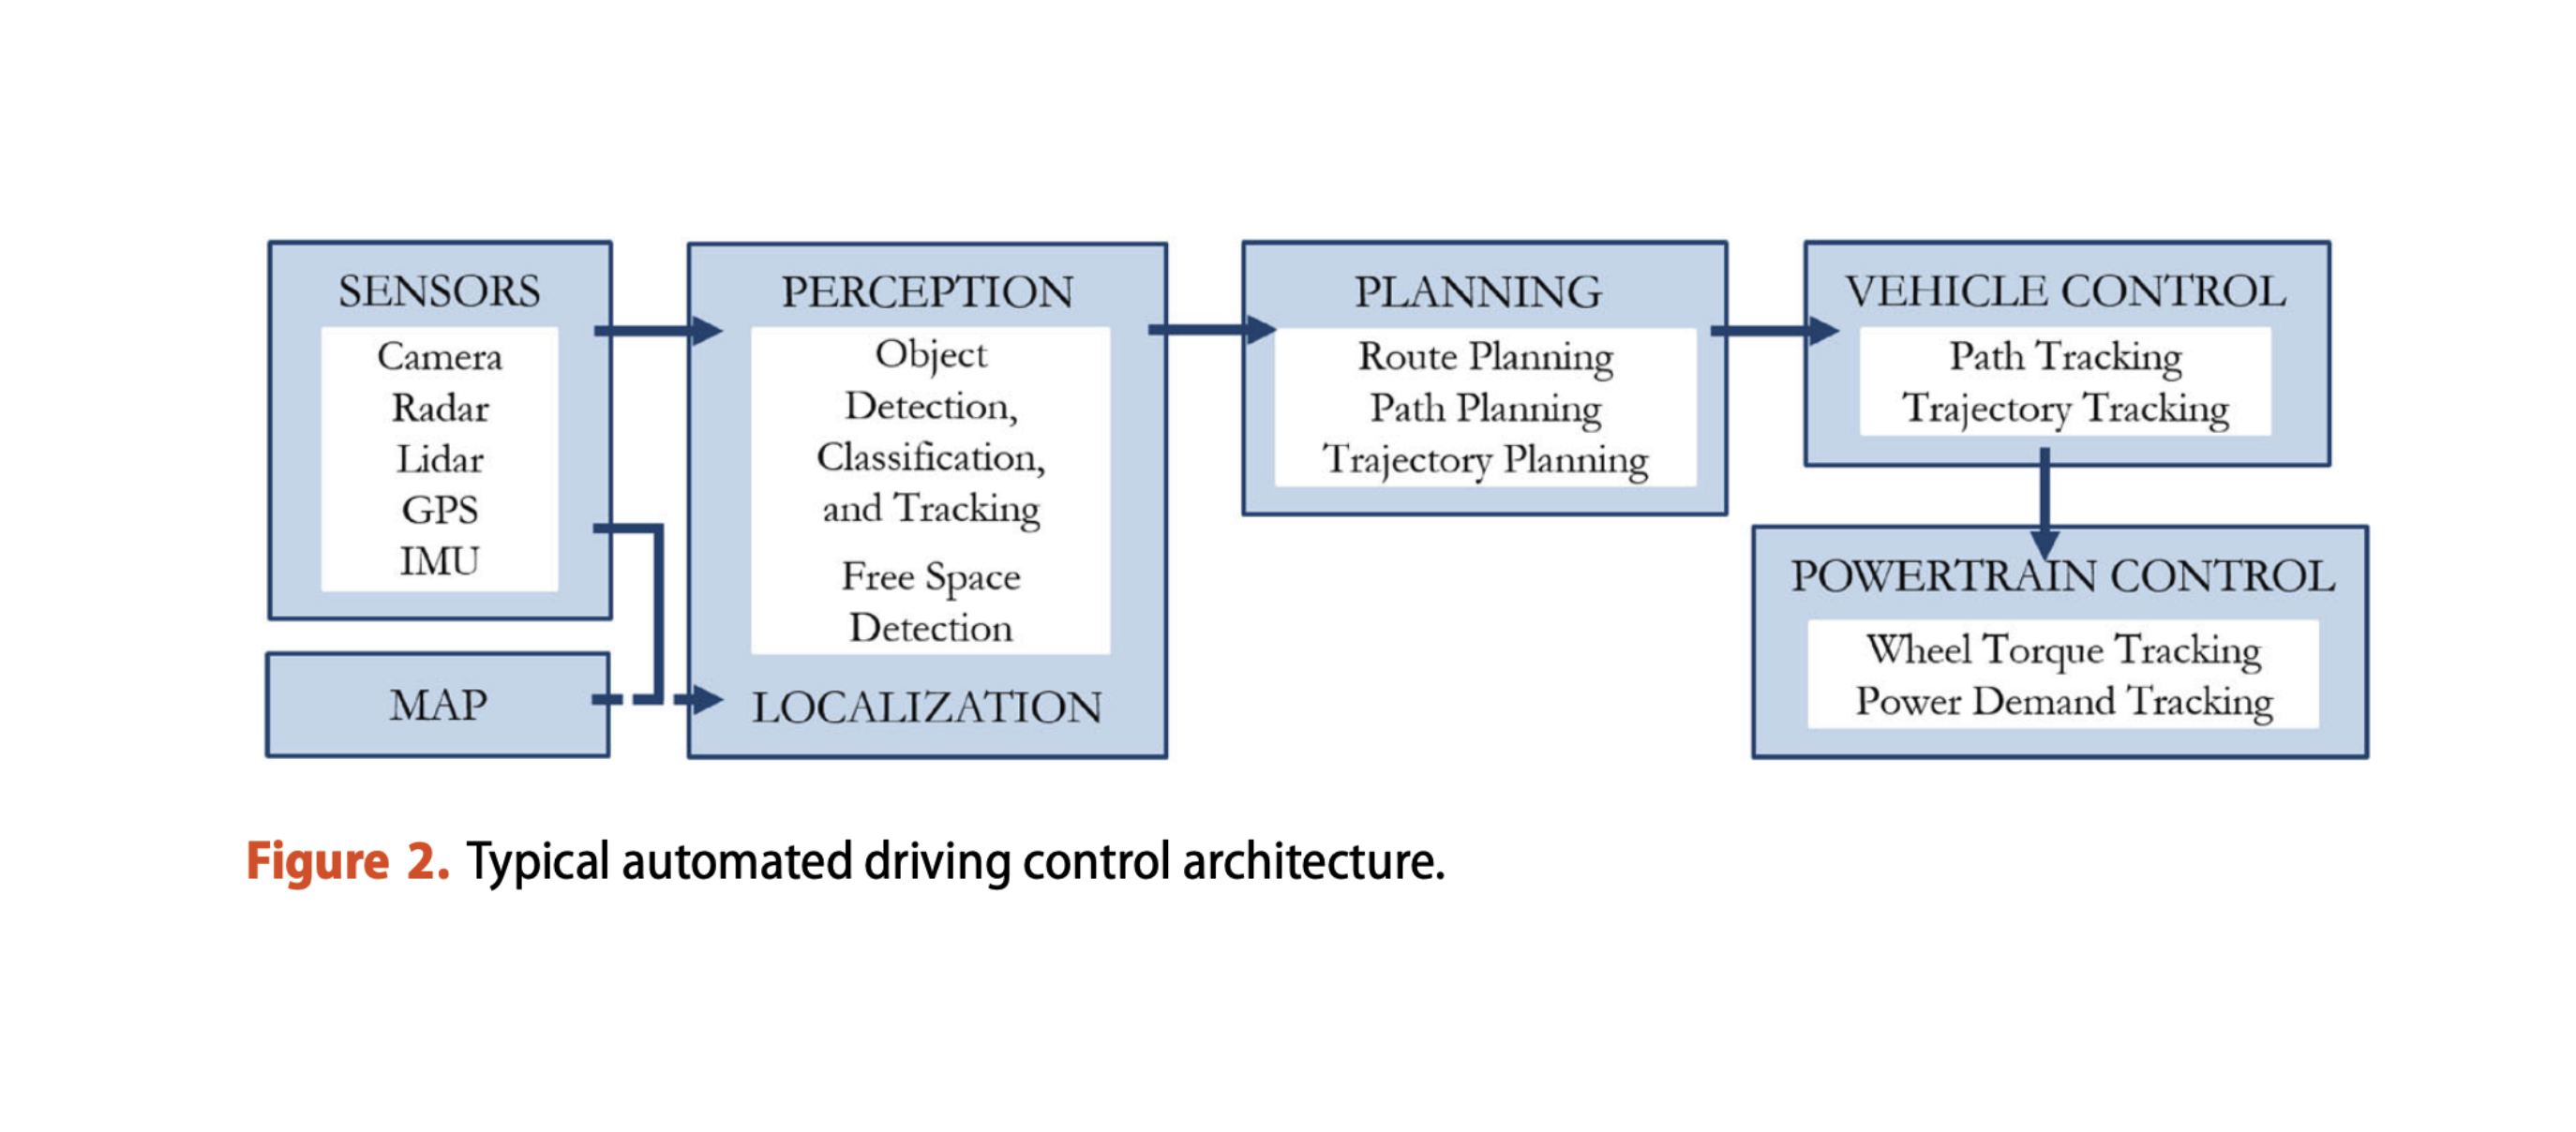 SENSORS
Camera
Radar
Lidar
GPS
IMU
MAP
PERCEPTION
Object
Detection,
Classification,
and Tracking
Free Space
Detection
LOCALIZATION
PLANNING
Route Planning
Path Planning
Trajectory Planning
VEHICLE CONTROL
Path Tracking
Trajectory Tracking
POWERTRAIN CONTROL
Wheel Torque Tracking
Power Demand Tracking
Figure 2. Typical automated driving control architecture.